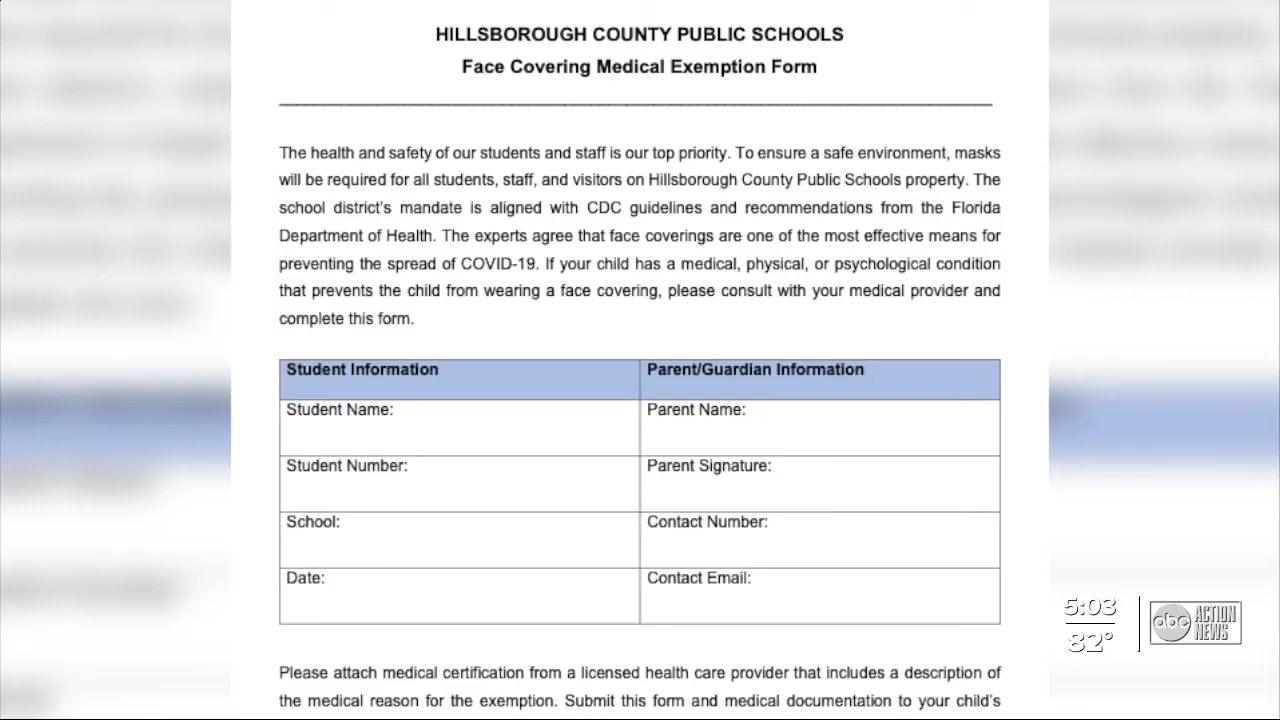 HILLSBOROUGH COUNTY PUBLIC SCHOOLS
Face Covering Medical Exemption Form
The health and safety of our students and staff is our top priority. To ensure a safe environment, masks
will be required for all students, staff, and visitors on Hillsborough County Public Schools property. The
school district's mandate is aligned with CDC guidelines and recommendations from the Florida
Department of Health. The experts agree that face coverings are one of the most effective means for
preventing the spread of COVID-19. If your child has a medical, physical, or psychological condition
that prevents the child from wearing a face covering, please consult with your medical provider and
complete this form.
Student Information
Parent/Guardian Information
Student Name:
Parent Name:
Student Number:
Parent Signature:
School:
Contact Number:
Date:
Contact Email:
Please attach medical certification from a licensed health care provider that includes a description of
the medical reason for the exemption. Submit this form and medical documentation to your child's
5:03
82°
abc
ACTION
NEWS